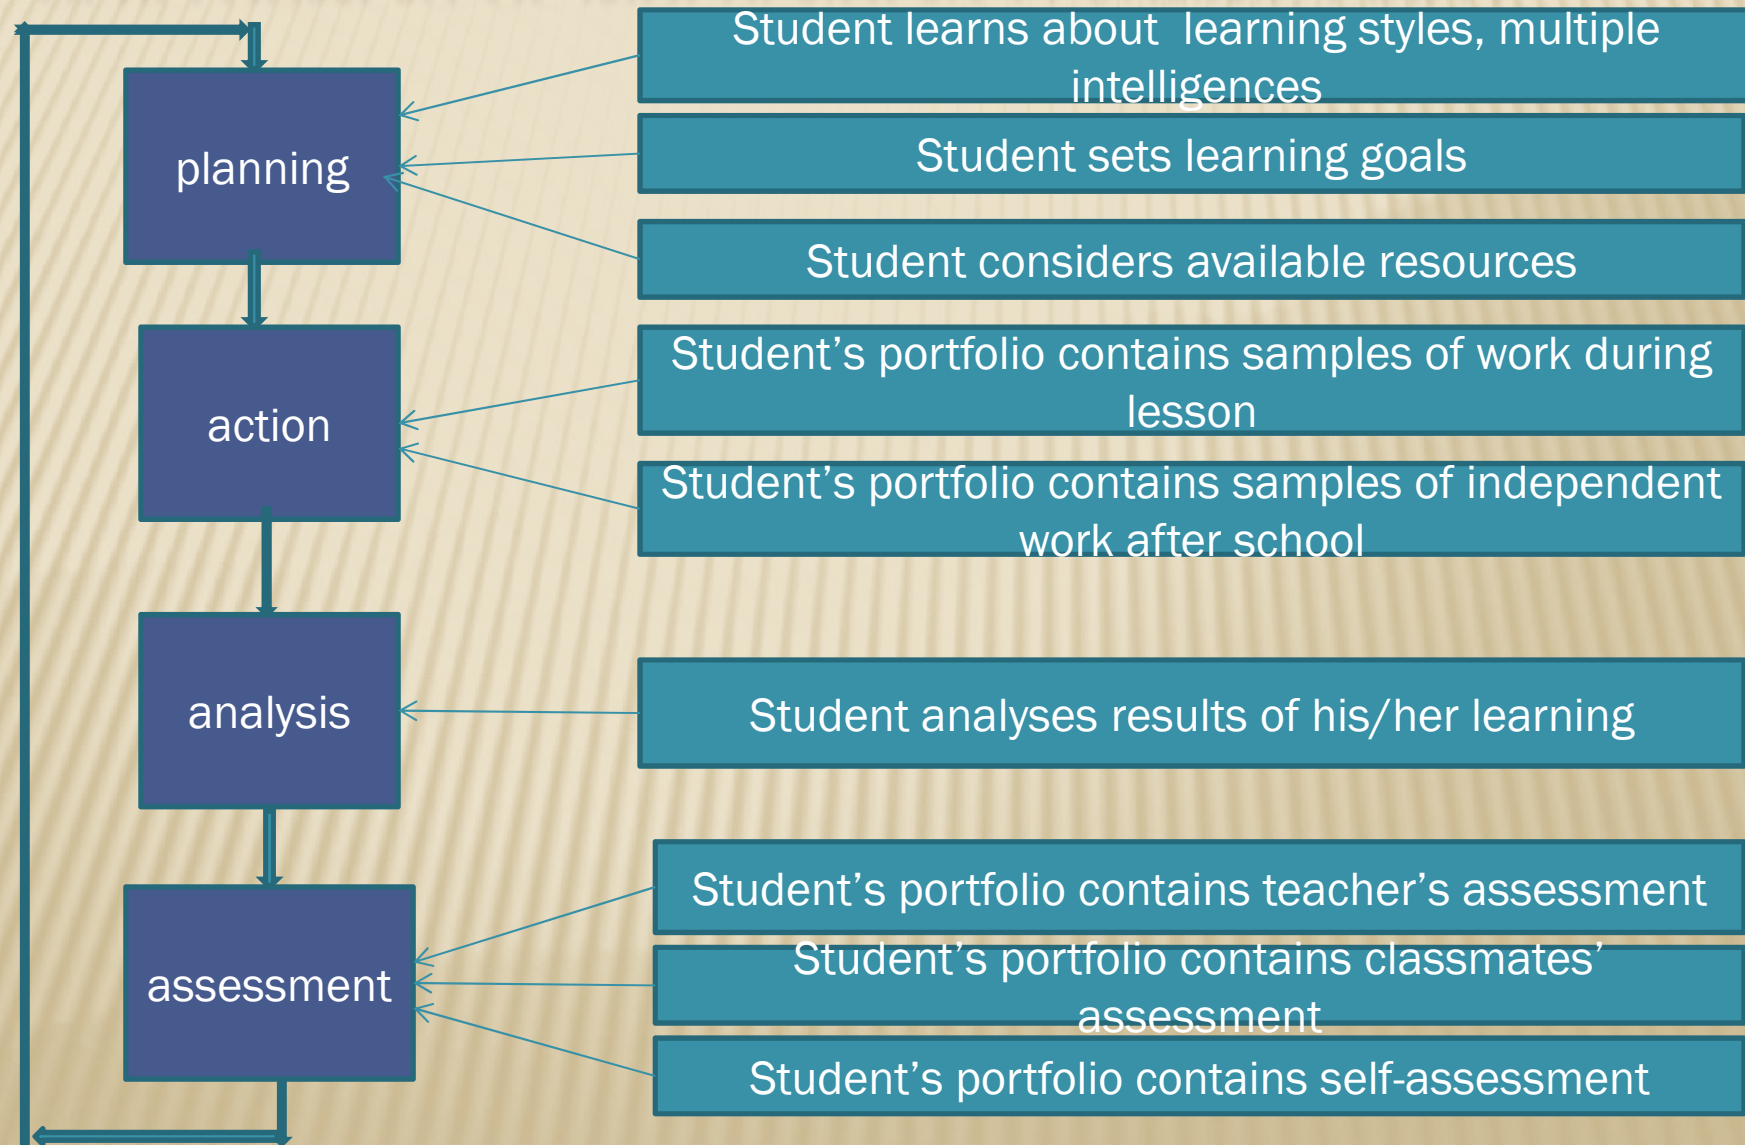 Student learns about  learning styles, multiple
intelligences
planning
Student sets learning goals
Student considers available resources
Student’s portfolio contains samples of work during
lesson
action
Student’s portfolio contains samples of independent
work after school
analysis
Student analyses results of his/her learning
Student’s portfolio contains teacher’s assessment
Student’s portfolio contains classmates’
assessment
assessment
Student’s portfolio contains self-assessment